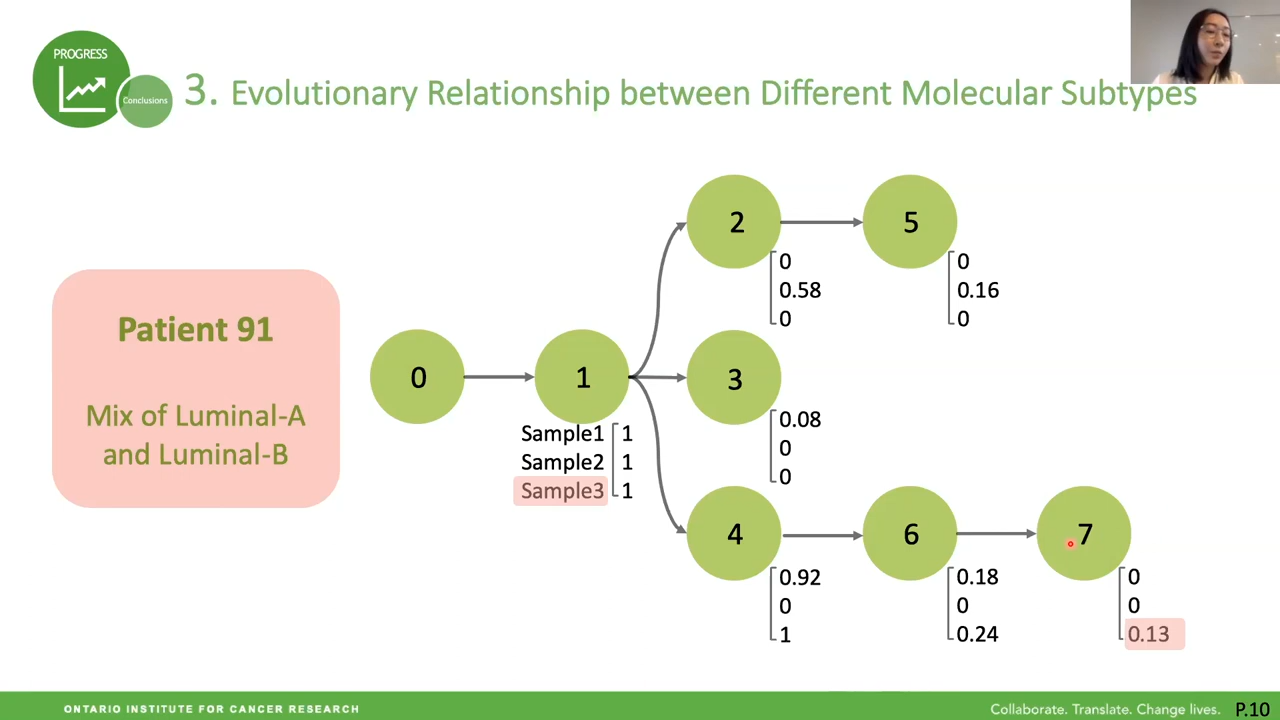 PROGRESS
Conclusions
3. Evolutionary Relationship between Different Molecular Subtypes
Patient 91
Mix of Luminal-A
and Luminal-B
0
1
Sample1 1
Sample2 1
Sample3 1
2
0
0.58
0
5
0
0.16
0
3
0.08
0
0
4
0.92
0
1
6
0.18
0
0.24
7
0
0
0.13
ONTARIO INSTITUTE FOR CANCER RESEARCH
Collaborate. Translate. Change lives.
P.10